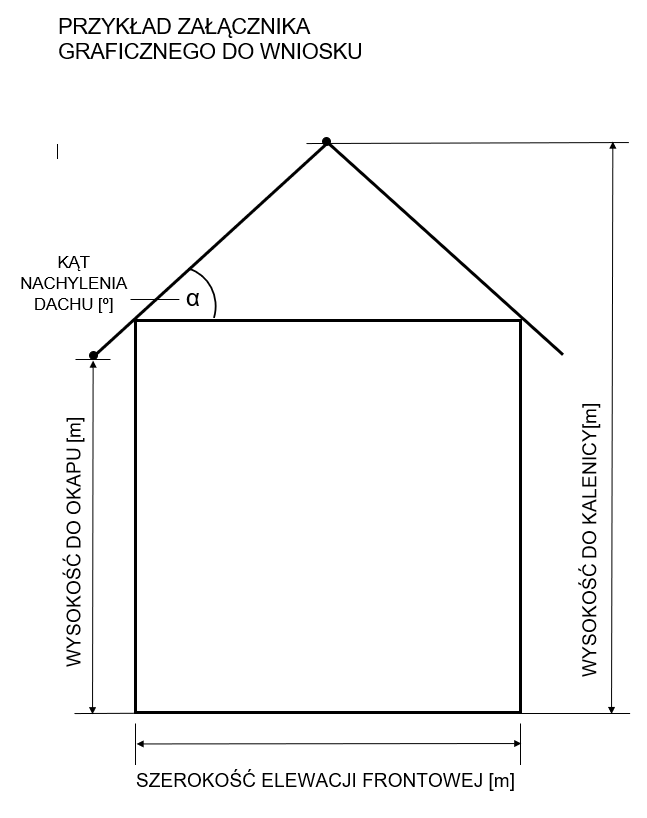 PRZYKŁAD ZAŁĄCZNIKA
GRAFICZNEGO DO WNIOSKU
KĄT
NACHYLENIA
DACHU [º]
α
WYSOKOŚĆ DO OKAPU [m]
WYSOKOŚĆ DO KALENICY[m]
SZEROKOŚĆ ELEWACJI FRONTOWEJ [m]